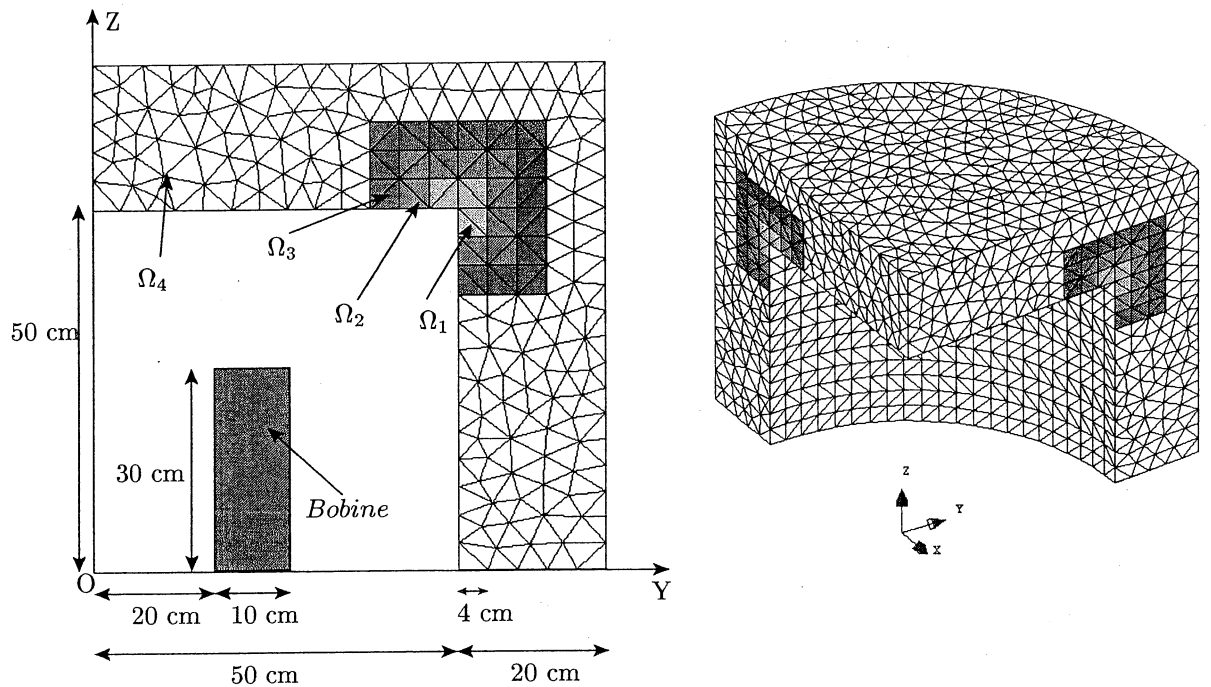 Z
Ω₃
Ω₄
Ω₂
Ω₁
50 cm
30 cm
Bobine
O
Y
20 cm
10 cm
4 cm
50 cm
20 cm
Z
Y
X